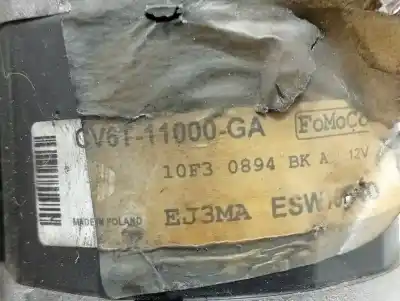 CV6T-11000-GA FoMoCo
10F3 0894 BK A 12V
MADE IN POLAND EJ3MA